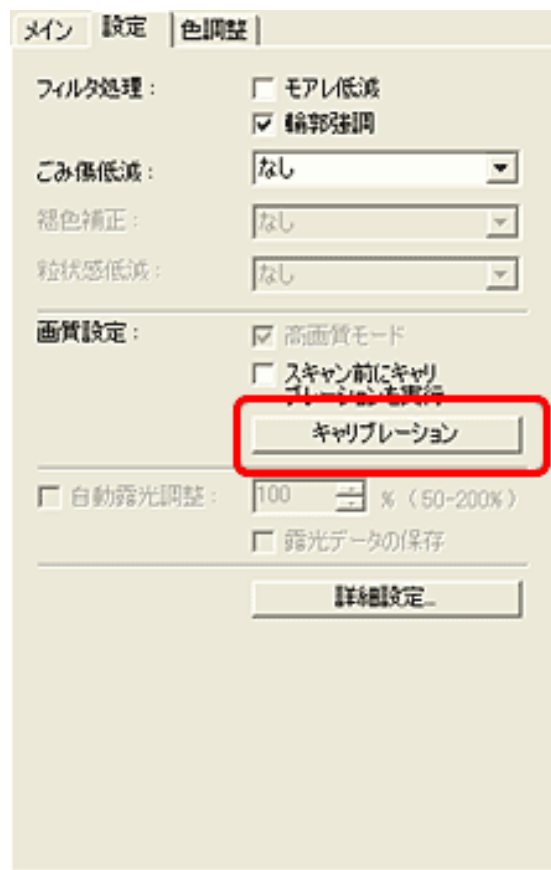 メイン 設定 色調整
フィルタ処理： モアレ低減
輪郭強調
ごみ傷低減： なし
褪色補正： なし
粒状感低減： なし
画質設定： 高画質モード
スキャン前にキャリ
ブレーションを実行
キャリブレーション
自動露光調整： 100 %（50-200%）
露光データの保存
詳細設定...